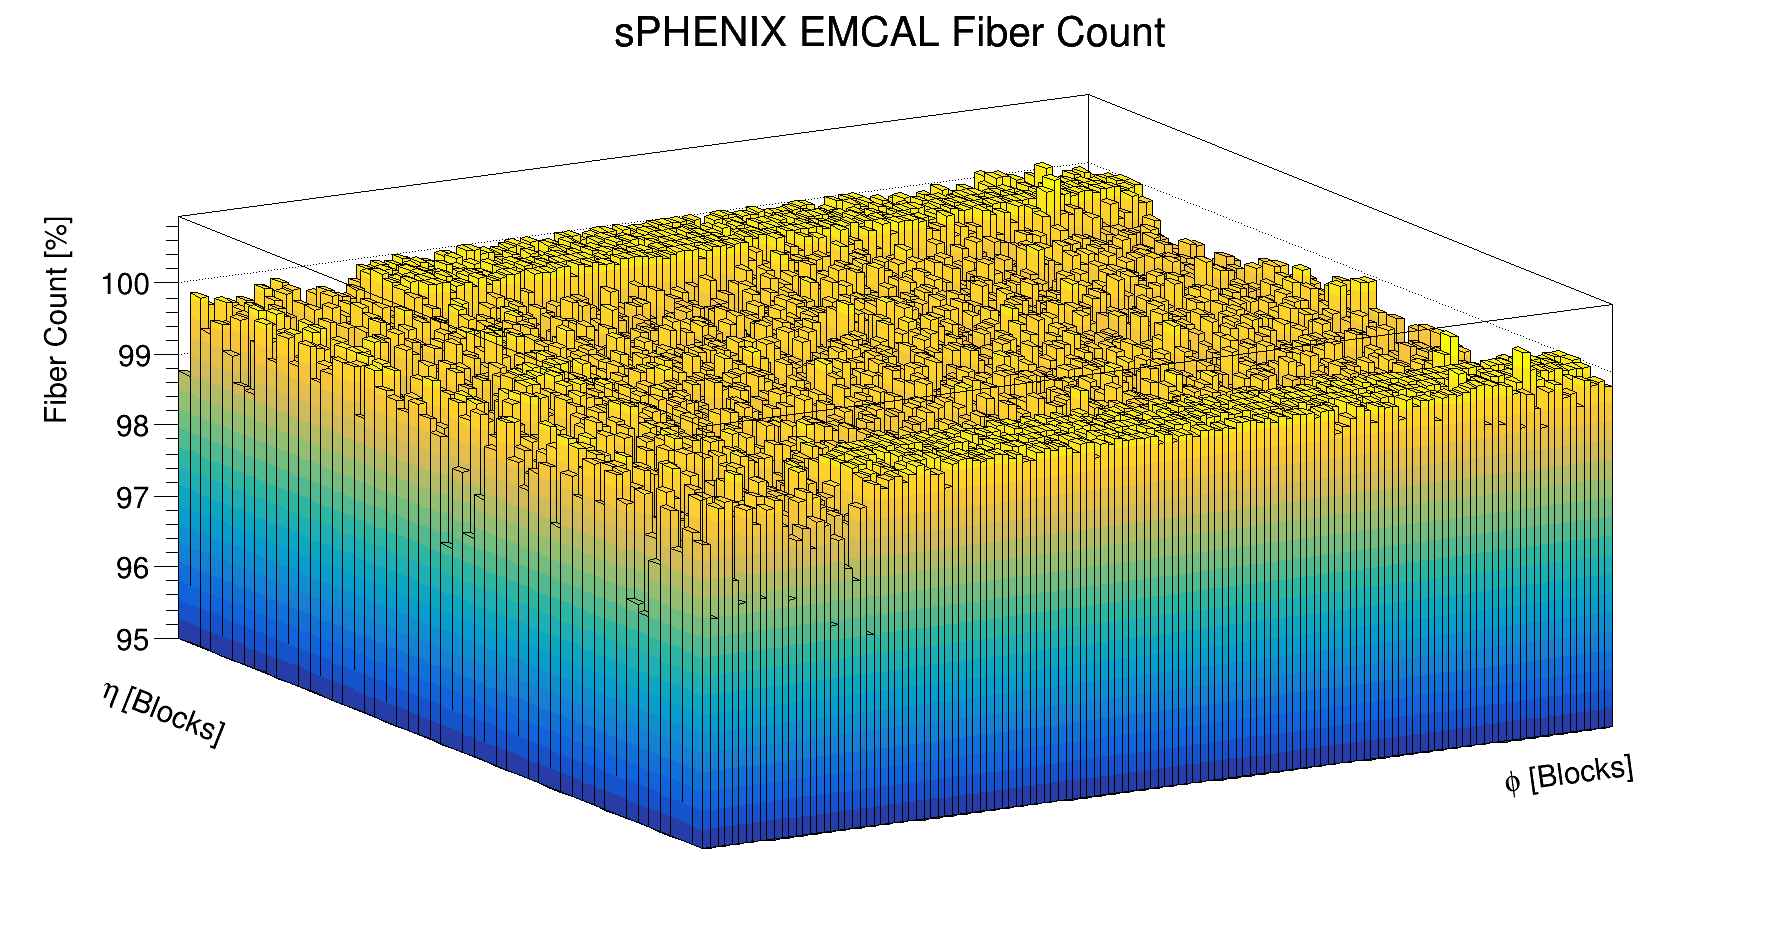 sPHENIX EMCAL Fiber Count
Fiber Count [%]
100
99
98
97
96
95
η [Blocks]
ϕ [Blocks]